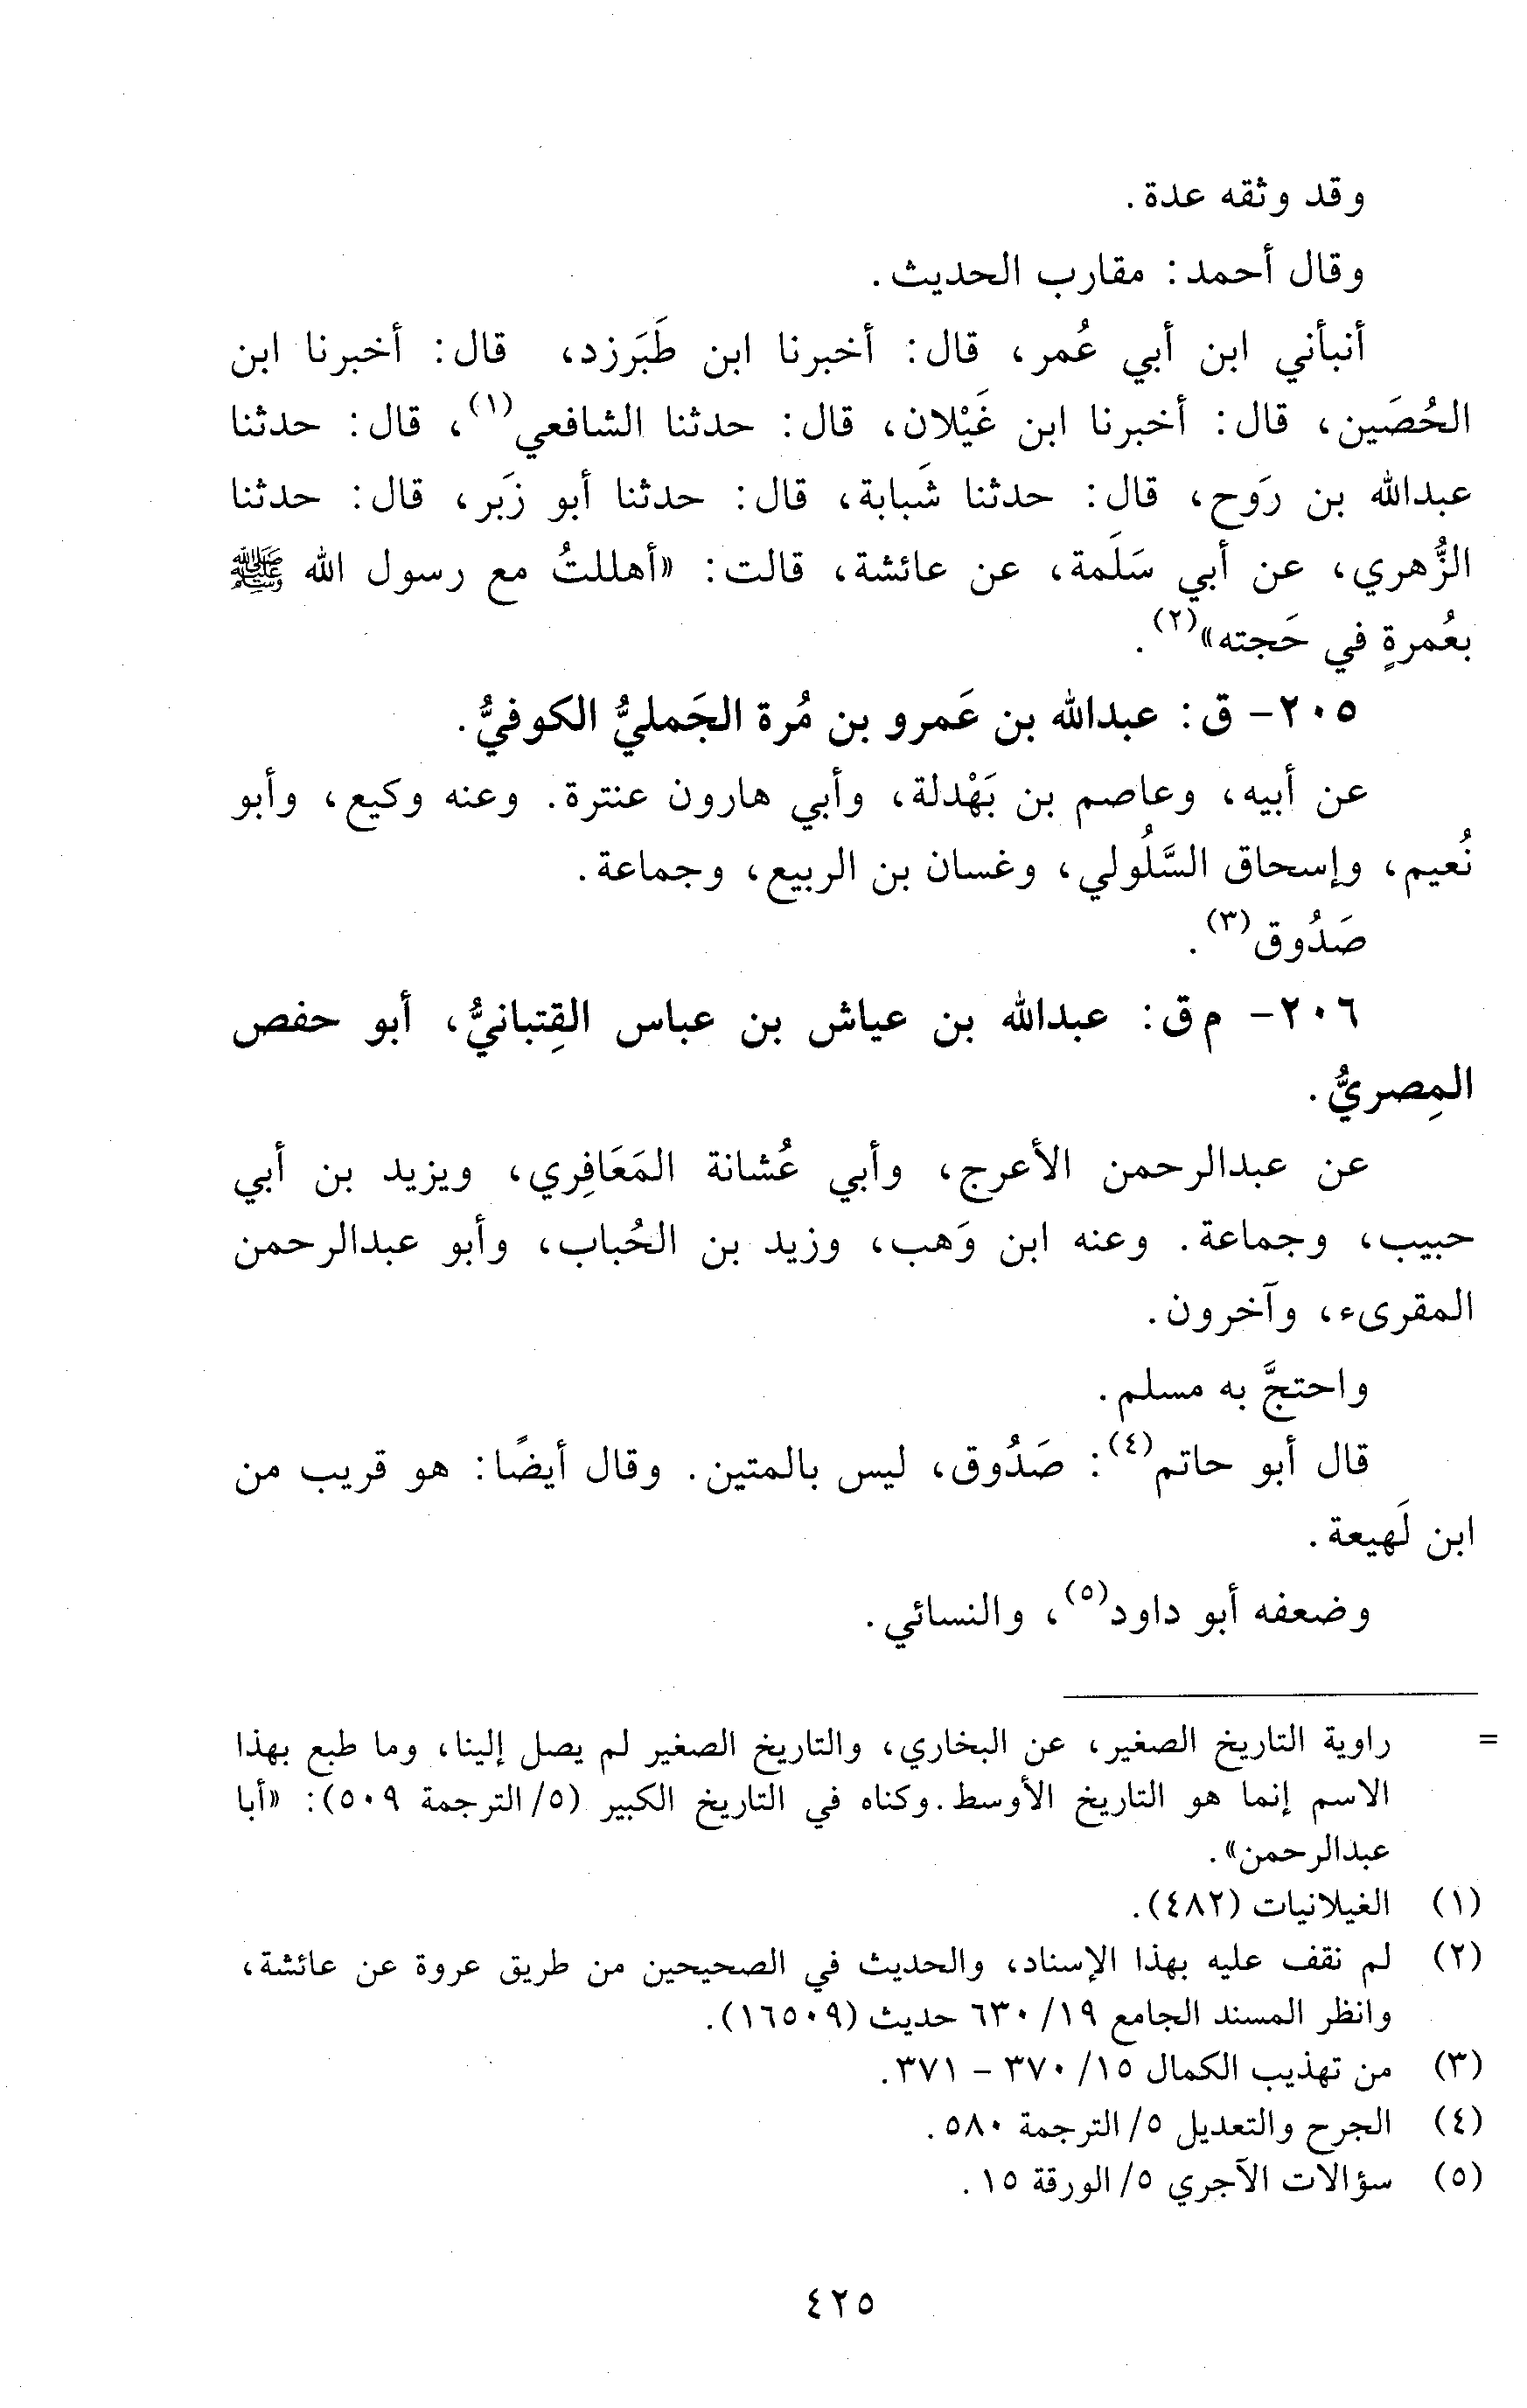 وقد وثقه عدة.
وقال أحمد: مقارب الحديث.
أنبأني ابن أبي عُمر، قال: أخبرنا ابن طَبَرزد، قال: أخبرنا ابن
الحُصَين، قال: أخبرنا ابن غَيْلان، قال: حدثنا الشافعي(١)، قال: حدثنا
عبدالله بن رَوح، قال: حدثنا شَبابة، قال: حدثنا أبو زَبر، قال: حدثنا
الزُّهري، عن أبي سَلَمة، عن عائشة، قالت: «أهللتُ مع رسول الله ﷺ
بعُمرةٍ في حَجته»(٢).
٢٠٥- ق: عبدالله بن عَمرو بن مُرة الجَمليُّ الكوفيُّ.
عن أبيه، وعاصم بن بَهْدلة، وأبي هارون عنترة. وعنه وكيع، وأبو
نُعيم، وإسحاق السَّلُولي، وغسان بن الربيع، وجماعة.
صَدُوق(٣).
٢٠٦- م ق: عبدالله بن عياش بن عباس القِتبانيُّ، أبو حفص
المِصريُّ.
عن عبدالرحمن الأعرج، وأبي عُشانة المَعَافِري، ويزيد بن أبي
حبيب، وجماعة. وعنه ابن وَهب، وزيد بن الحُباب، وأبو عبدالرحمن
المقرىء، وآخرون.
واحتجَّ به مسلم.
قال أبو حاتم(٤): صَدُوق، ليس بالمتين. وقال أيضًا: هو قريب من
ابن لَهيعة.
وضعفه أبو داود(٥)، والنسائي.
= راوية التاريخ الصغير، عن البخاري، والتاريخ الصغير لم يصل إلينا، وما طبع بهذا
الاسم إنما هو التاريخ الأوسط. وكناه في التاريخ الكبير (٥/ الترجمة ٥٠٩): «أبا
عبدالرحمن».
(١) الغيلانيات (٤٨٢).
(٢) لم نقف عليه بهذا الإسناد، والحديث في الصحيحين من طريق عروة عن عائشة،
وانظر المسند الجامع ١٩/ ٦٣٠ حديث (١٦٥٠٩).
(٣) من تهذيب الكمال ١٥/ ٣٧٠ - ٣٧١.
(٤) الجرح والتعديل ٥/ الترجمة ٥٨٠.
(٥) سؤالات الآجري ٥/ الورقة ١٥.
٤٢٥